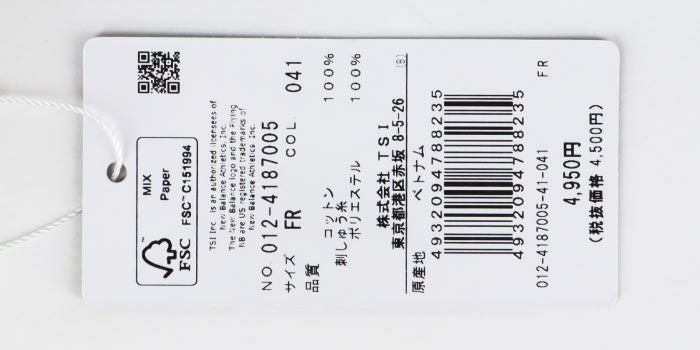 MIX
Paper
FSC
FSC™ C151994
TSI Inc. is an authorized licensees of
New Balance Athletics, Inc.
The New Balance logo and the Flying
NB are US registered trademarks of
New Balance Athletics, Inc.
NO. 012-4187005
サイズ FR COL. 041
品質
コットン 100%
刺しゅう糸
ポリエステル 100%
株式会社 TSI
東京都港区赤坂 8-5-26 (B)
原産地 ベトナム
4932094788235
4932094788235
012-4187005-41-041 FR
4,950円
(税抜価格 4,500円)